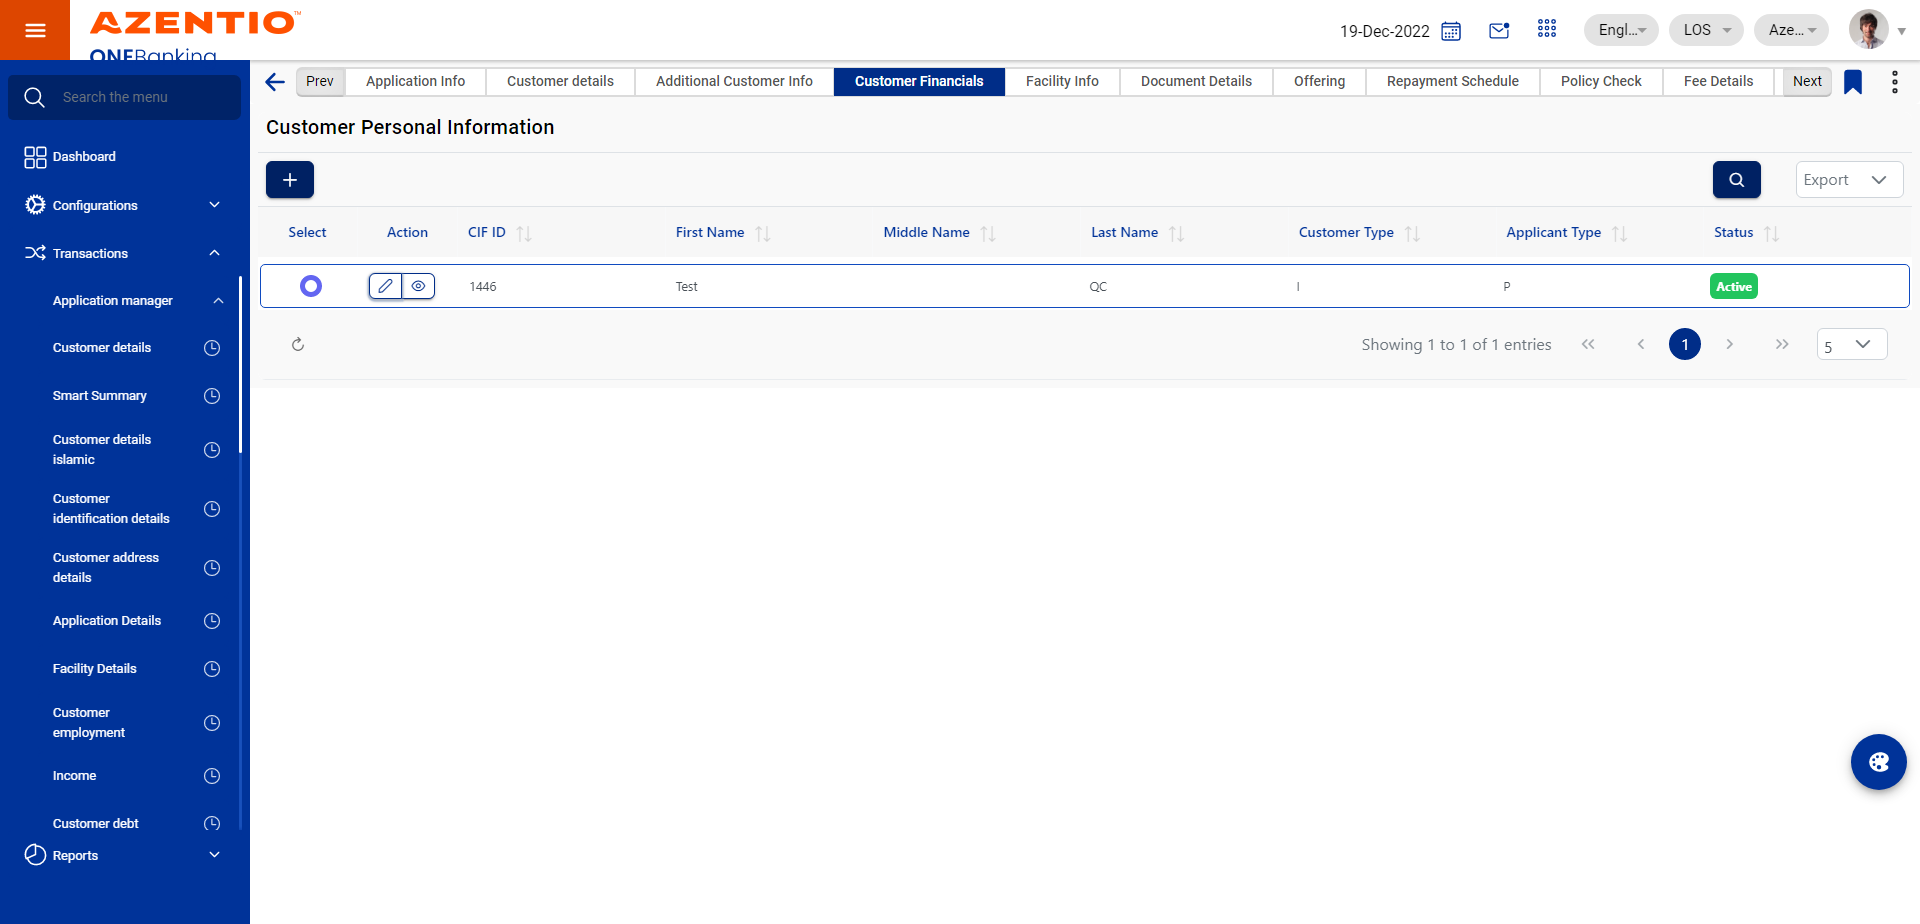 AZENTIO™
ONEBanking
19-Dec-2022
Engl...
LOS
Aze...
Search the menu
Dashboard
Configurations
Transactions
Application manager
Customer details
Smart Summary
Customer details
islamic
Customer
identification details
Customer address
details
Application Details
Facility Details
Customer
employment
Income
Customer debt
Reports
Prev
Application Info
Customer details
Additional Customer Info
Customer Financials
Facility Info
Document Details
Offering
Repayment Schedule
Policy Check
Fee Details
Next
Customer Personal Information
Export
Select
Action
CIF ID
First Name
Middle Name
Last Name
Customer Type
Applicant Type
Status
1446
Test
QC
I
P
Active
Showing 1 to 1 of 1 entries
1
5